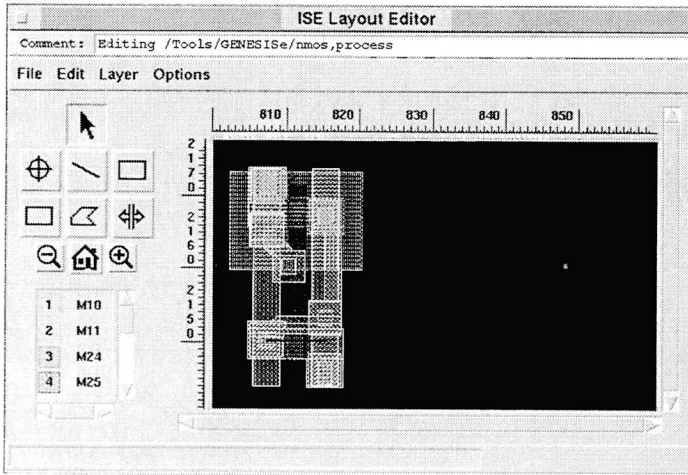 ISE Layout Editor
Comment: Editing /Tools/GENESISe/nmos,process
File Edit Layer Options
810 820 830 840 850
2
1
7
0
2
1
6
0
2
1
5
0
1 M10
2 M11
3 M24
4 M25